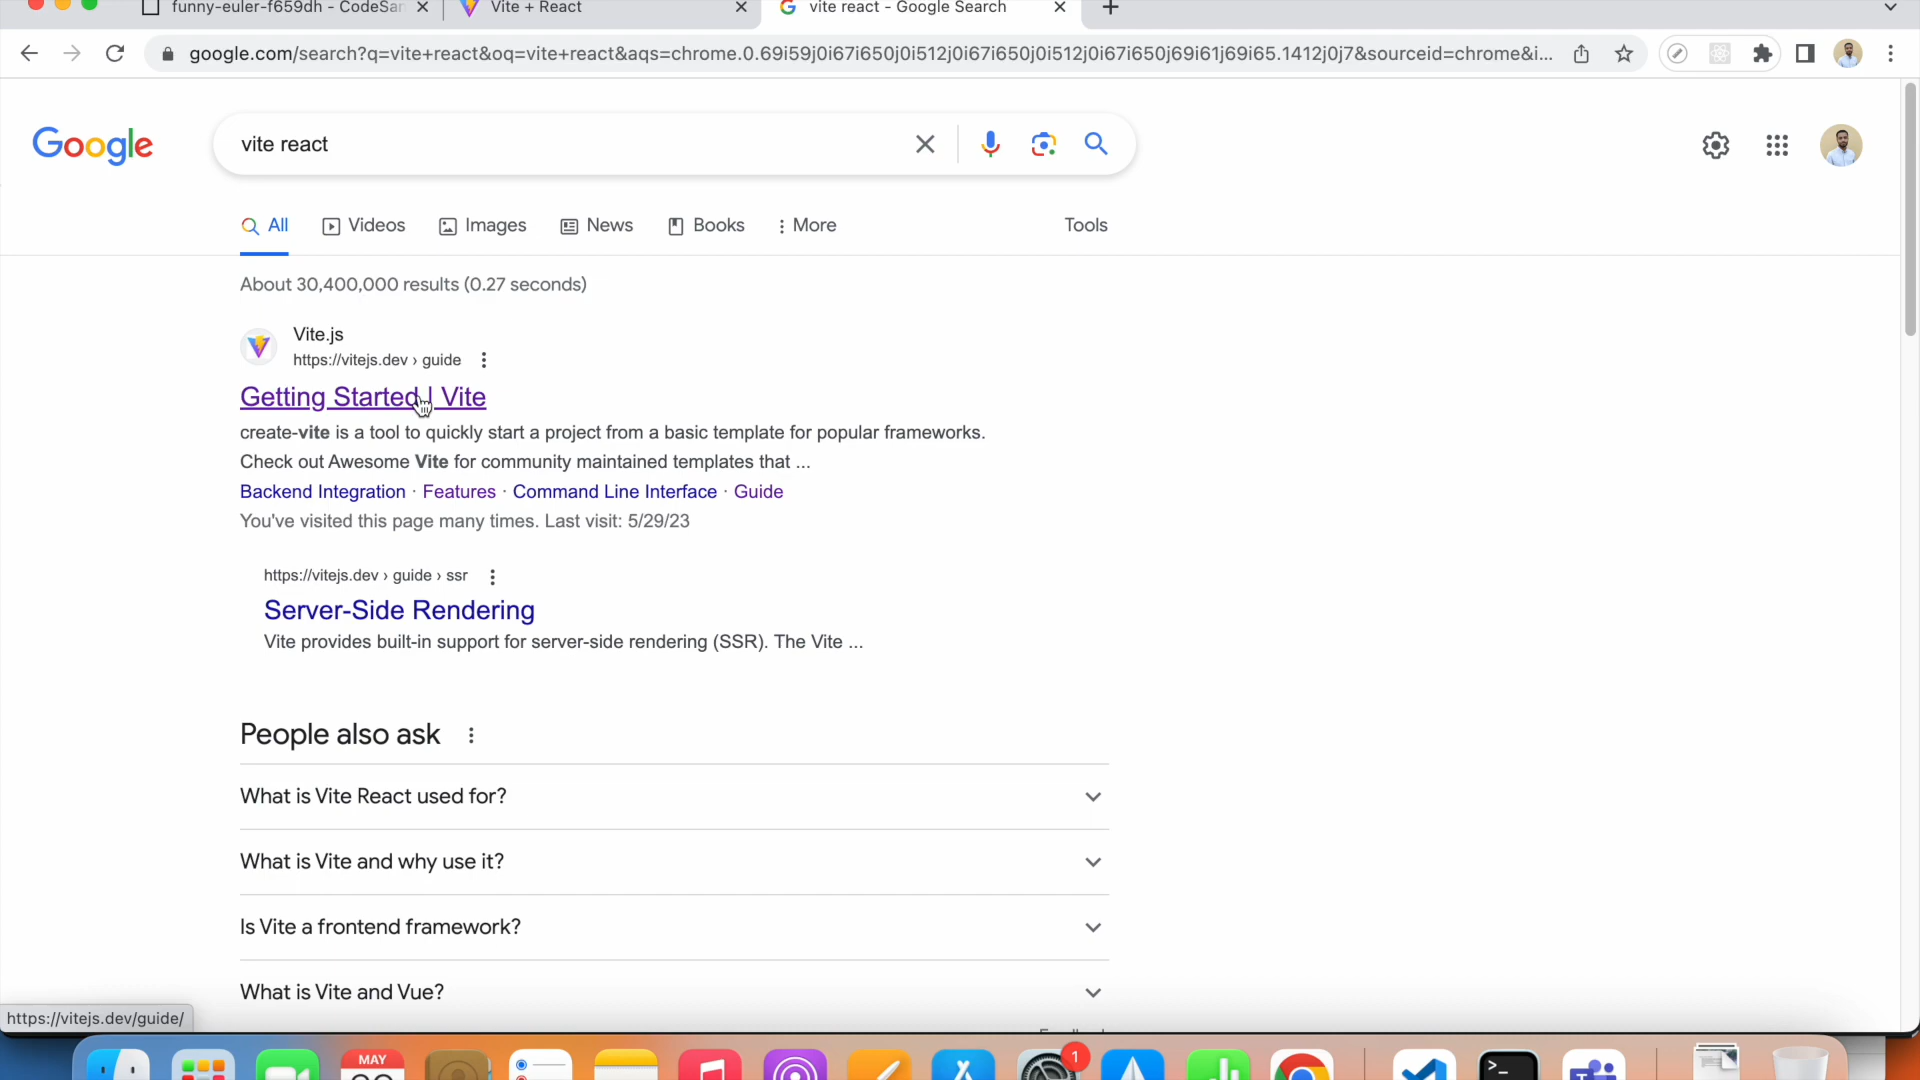 funny-euler-f659dh - CodeSan
Vite + React
vite react - Google Search
google.com/search?q=vite+react&oq=vite+react&aqs=chrome.0.69i59j0i67i650j0i512j0i67i650j0i512j0i67i650j69i61j69i65.1412j0j7&sourceid=chrome&i...
Google
vite react
All
Videos
Images
News
Books
More
Tools
About 30,400,000 results (0.27 seconds)
Vite.js
https://vitejs.dev › guide
Getting Started | Vite
create-vite is a tool to quickly start a project from a basic template for popular frameworks.
Check out Awesome Vite for community maintained templates that ...
Backend Integration · Features · Command Line Interface · Guide
You've visited this page many times. Last visit: 5/29/23
https://vitejs.dev › guide › ssr
Server-Side Rendering
Vite provides built-in support for server-side rendering (SSR). The Vite ...
People also ask
What is Vite React used for?
What is Vite and why use it?
Is Vite a frontend framework?
What is Vite and Vue?
https://vitejs.dev/guide/
MAY
1